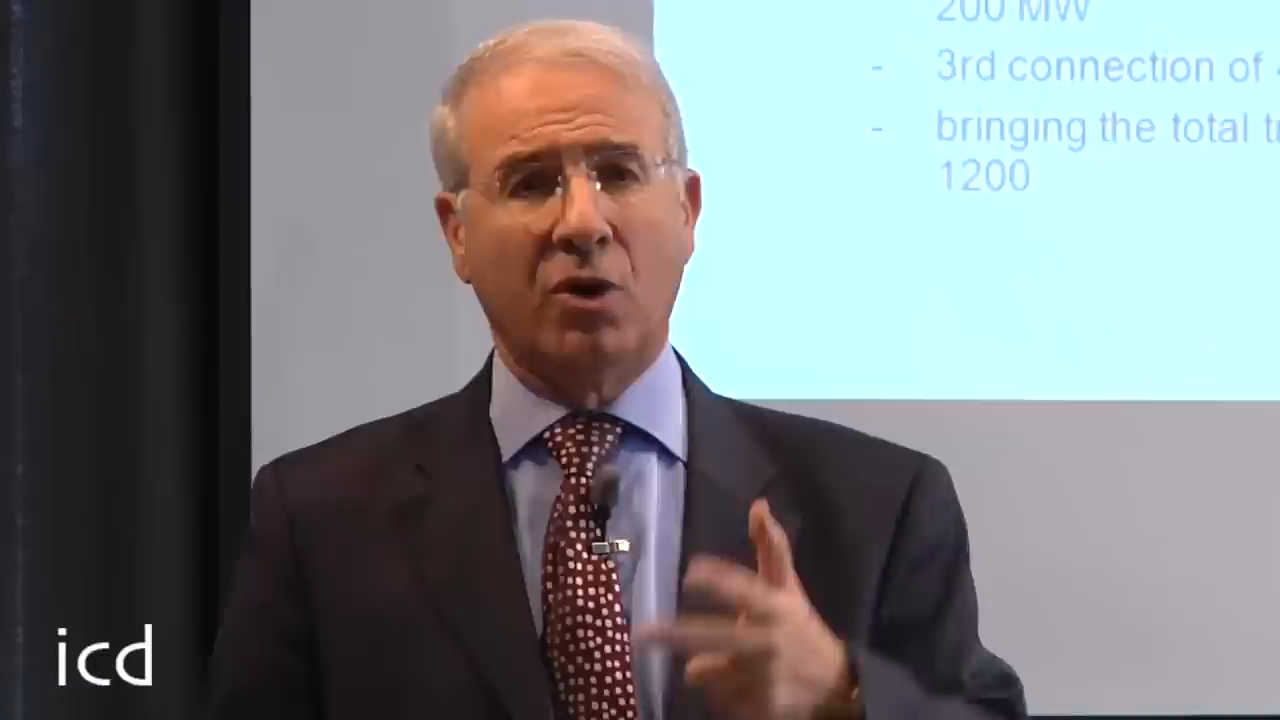 200 MW
- 3rd connection of
- bringing the total
1200
icd